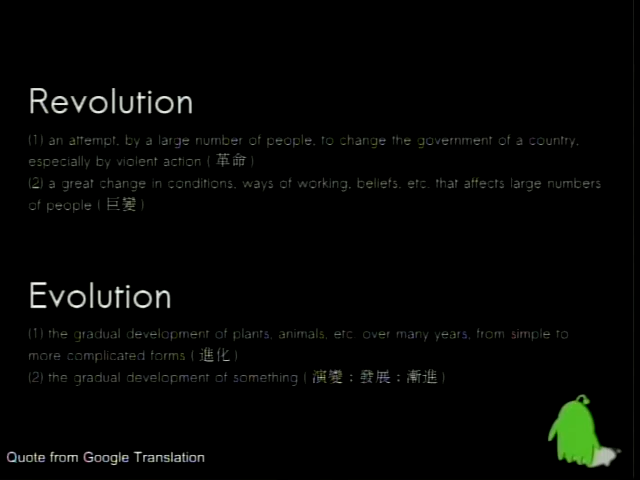 Revolution
(1) an attempt, by a large number of people, to change the government of a country,
especially by violent action ( 革命 )
(2) a great change in conditions, ways of working, beliefs, etc. that affects large numbers
of people ( 巨變 )
Evolution
(1) the gradual development of plants, animals, etc. over many years, from simple to
more complicated forms ( 進化 )
(2) the gradual development of something ( 演變；發展；漸進 )
Quote from Google Translation